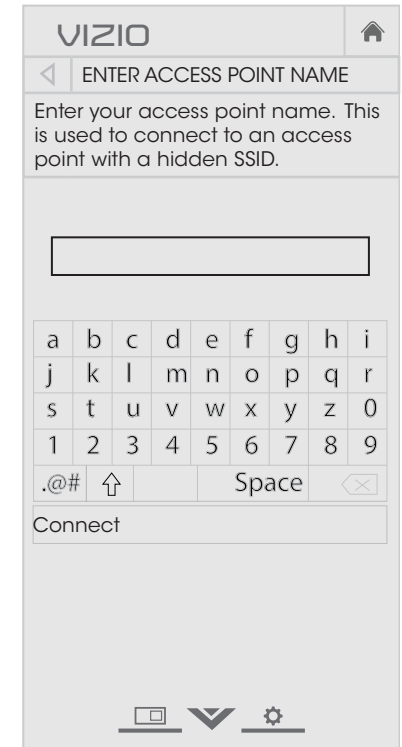 VIZIO
ENTER ACCESS POINT NAME
Enter your access point name. This
is used to connect to an access
point with a hidden SSID.
a b c d e f g h i
j k l m n o p q r
s t u v w x y z 0
1 2 3 4 5 6 7 8 9
.@# Space
Connect